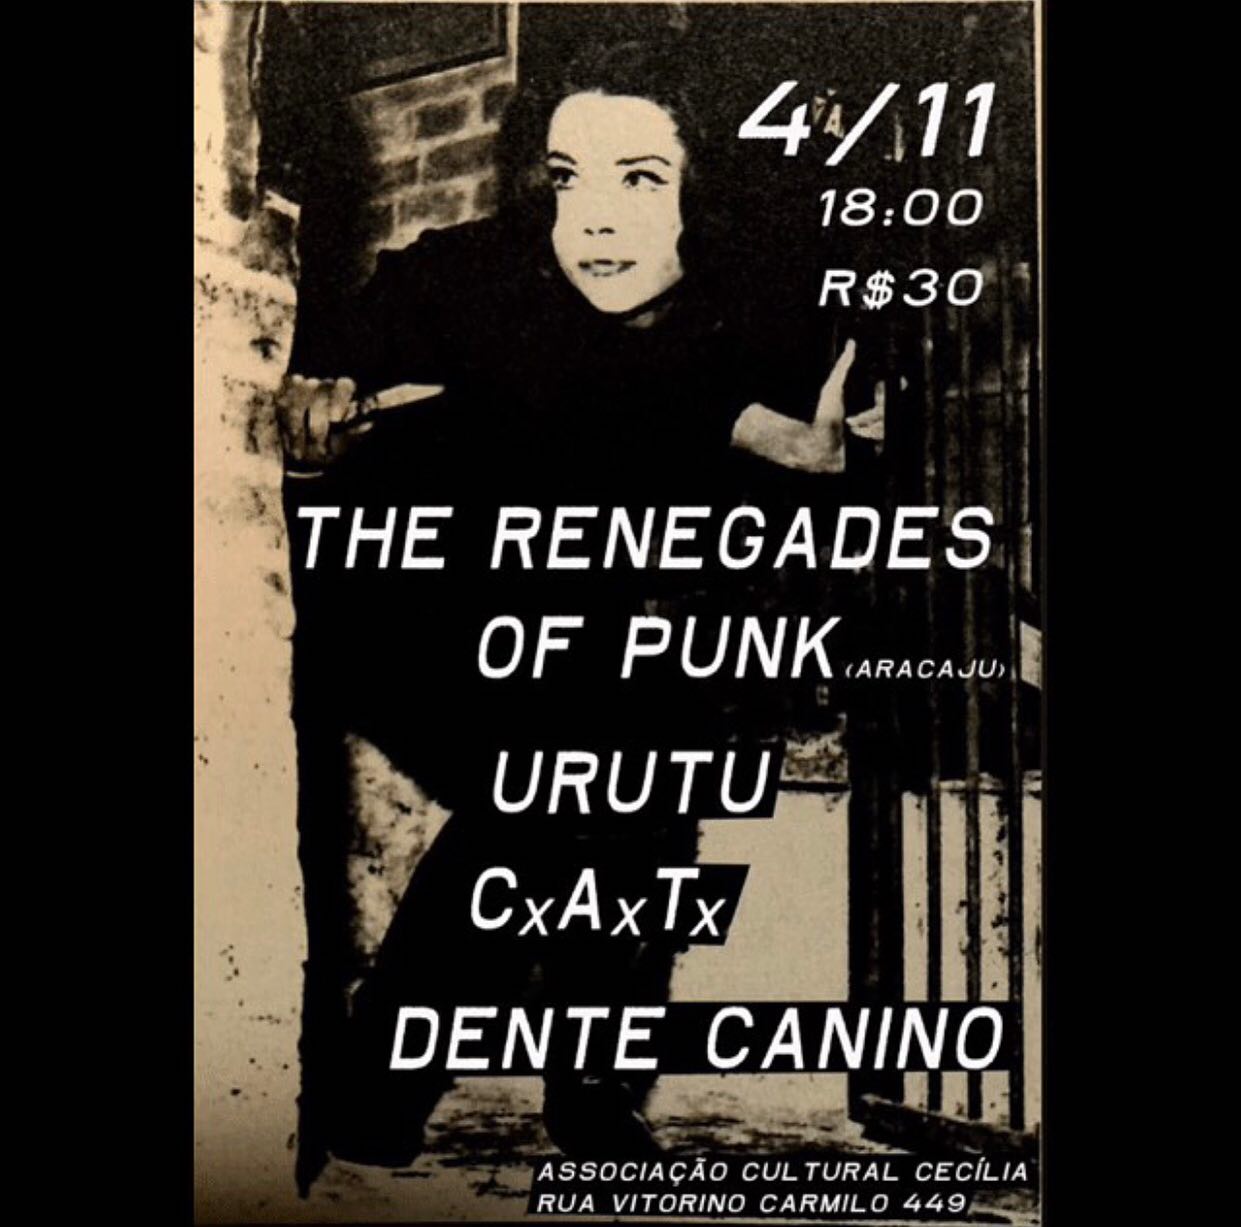 4/11
18:00
R$30
THE RENEGADES
OF PUNK (ARACAJU)
URUTU
CxAxTx
DENTE CANINO
ASSOCIAÇÃO CULTURAL CECÍLIA
RUA VITORINO CARMILO 449